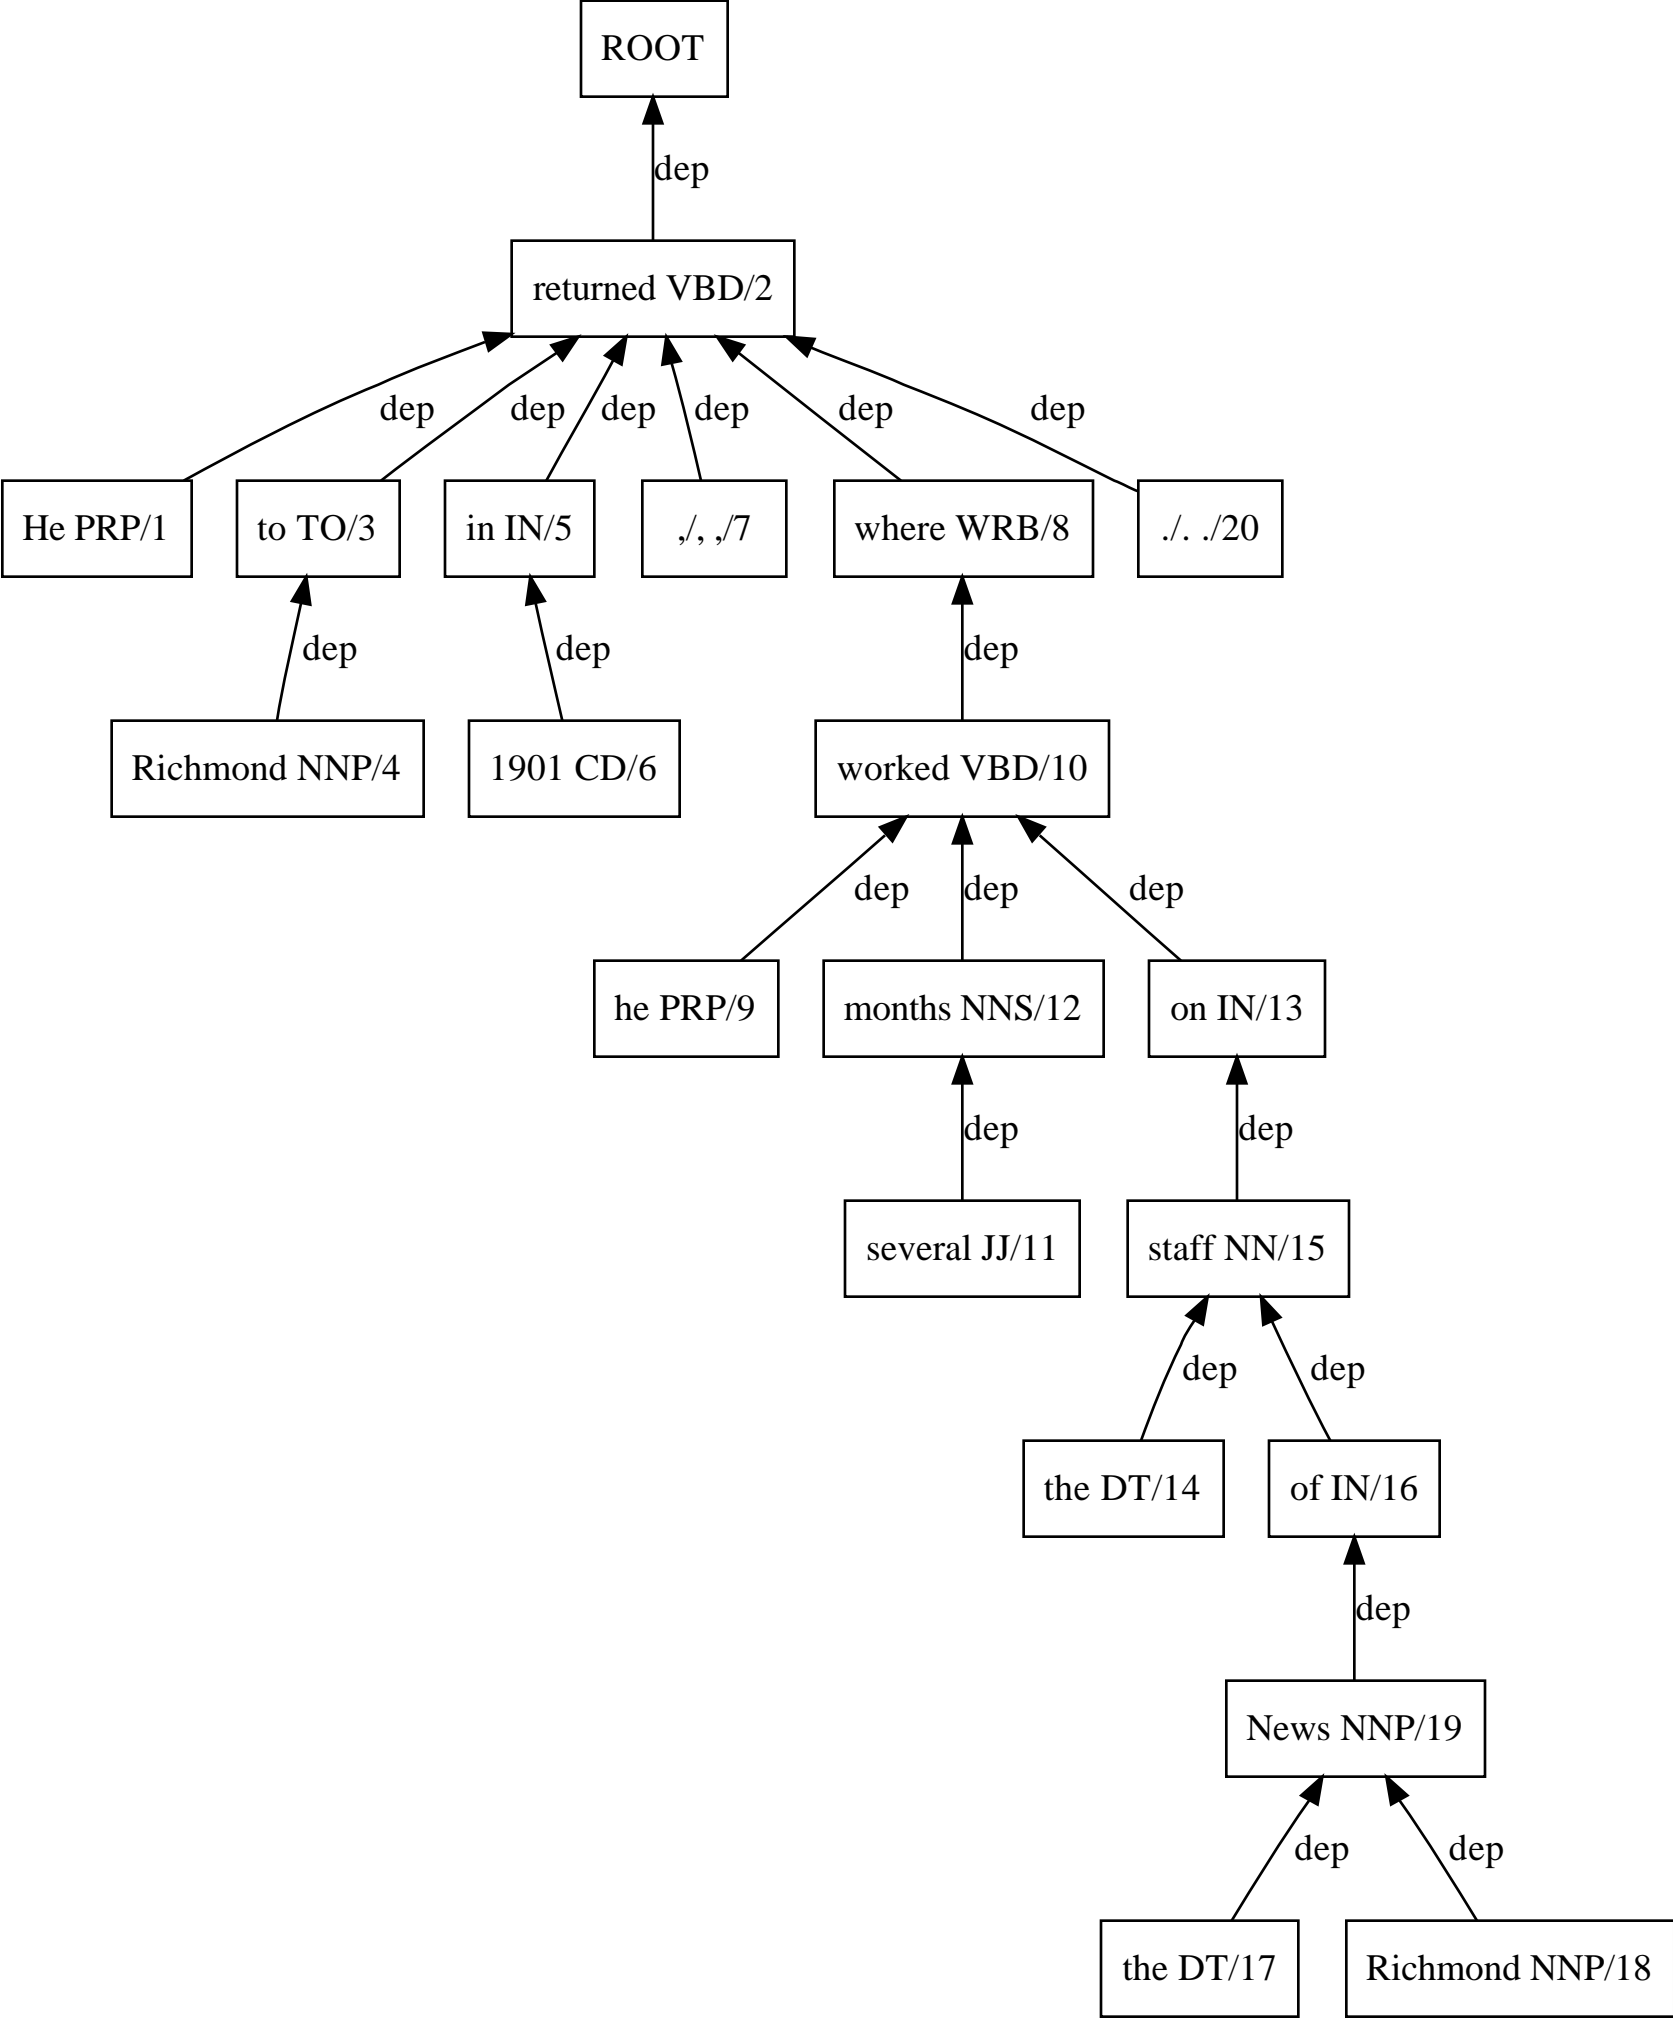 ROOT
dep
returned VBD/2
dep dep dep dep dep dep
He PRP/1 to TO/3 in IN/5 ,/, ,/7 where WRB/8 ./. ./20
dep dep dep
Richmond NNP/4 1901 CD/6 worked VBD/10
dep dep dep
he PRP/9 months NNS/12 on IN/13
dep dep
several JJ/11 staff NN/15
dep dep
the DT/14 of IN/16
dep
News NNP/19
dep dep
the DT/17 Richmond NNP/18